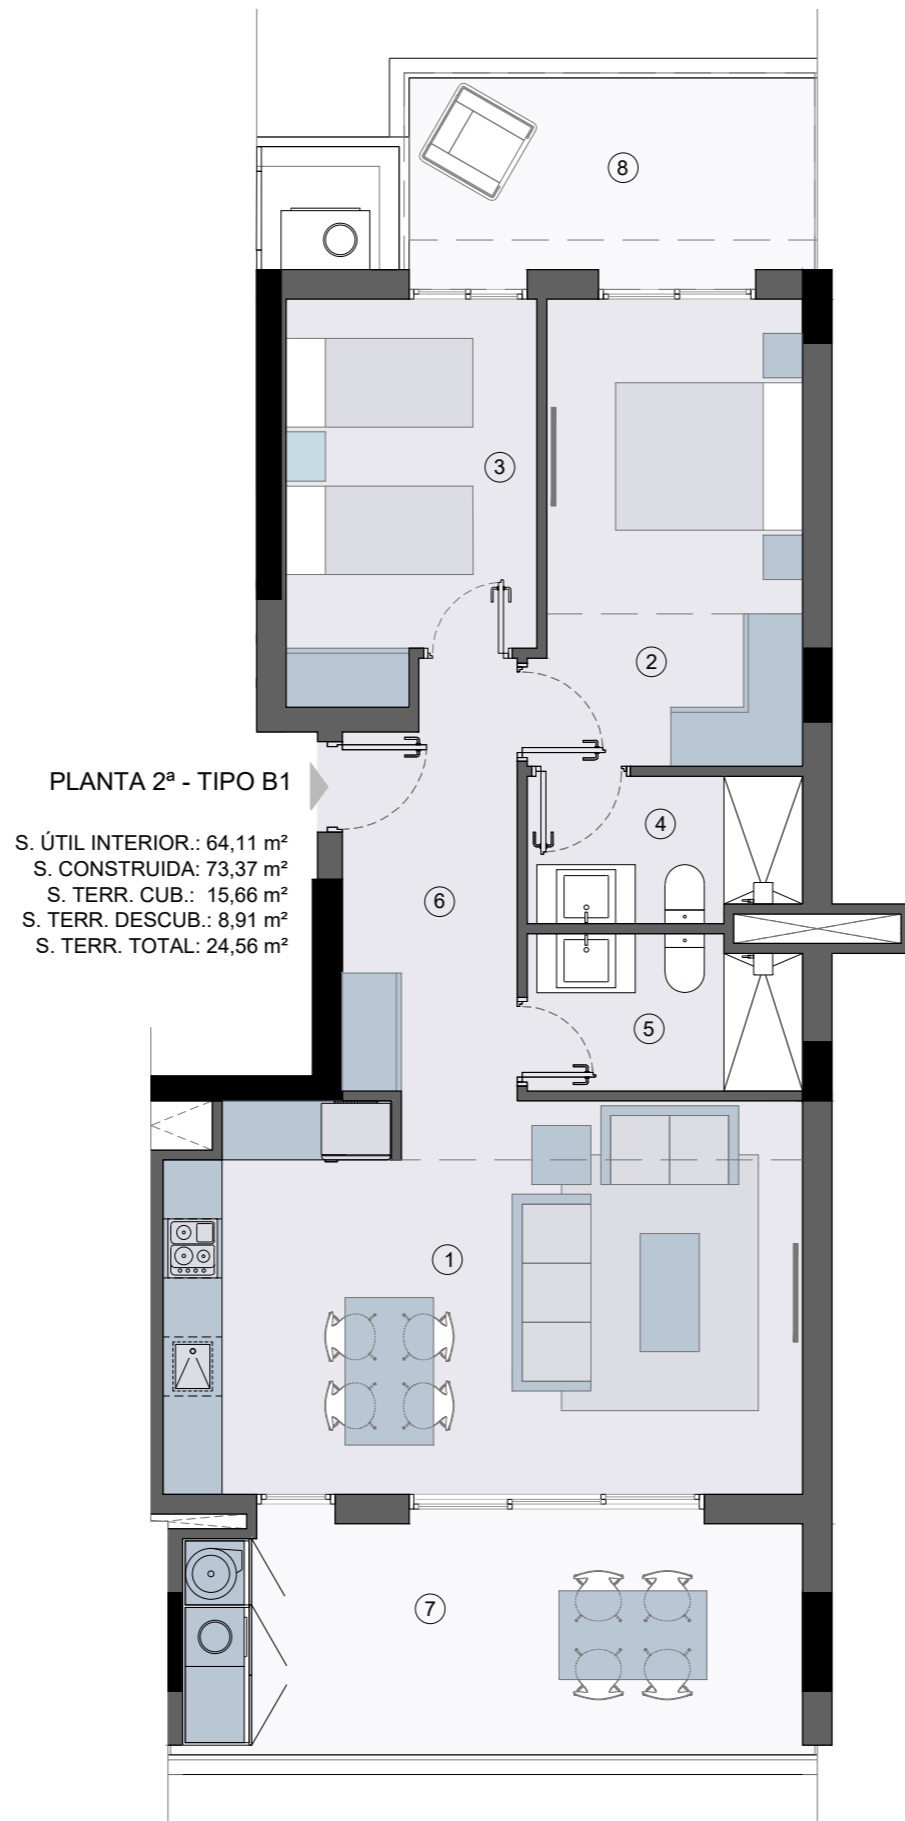 8
3
2
PLANTA 2ª - TIPO B1
S. ÚTIL INTERIOR.: 64,11 m²
S. CONSTRUIDA: 73,37 m²
S. TERR. CUB.: 15,66 m²
S. TERR. DESCUB.: 8,91 m²
S. TERR. TOTAL: 24,56 m²
4
6
5
1
7